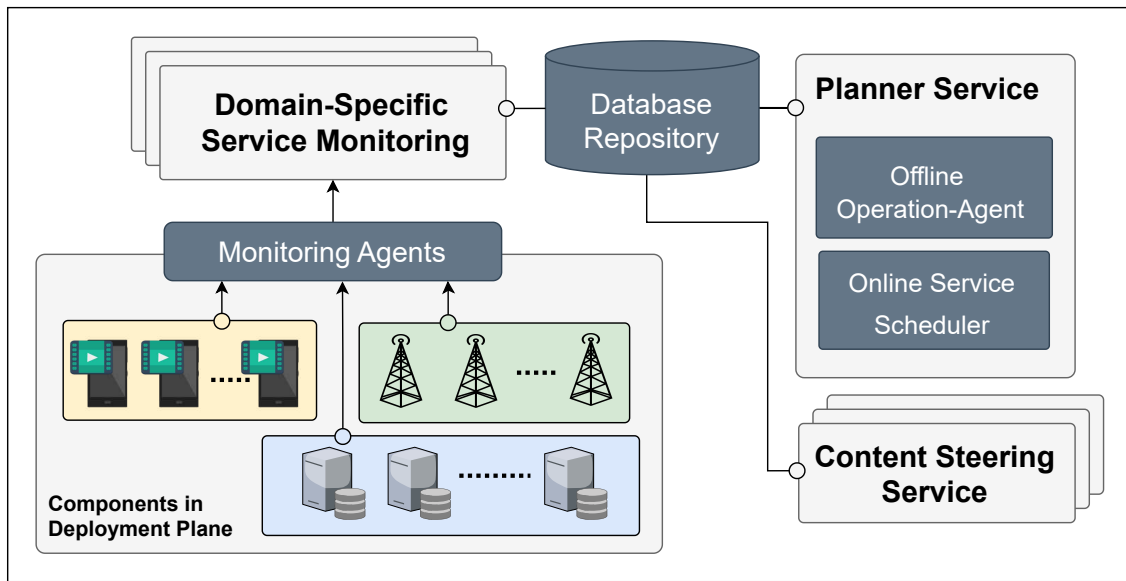 Domain-Specific
Service Monitoring
Database
Repository
Planner Service
Offline
Operation-Agent
Online Service
Scheduler
Monitoring Agents
Components in
Deployment Plane
Content Steering
Service